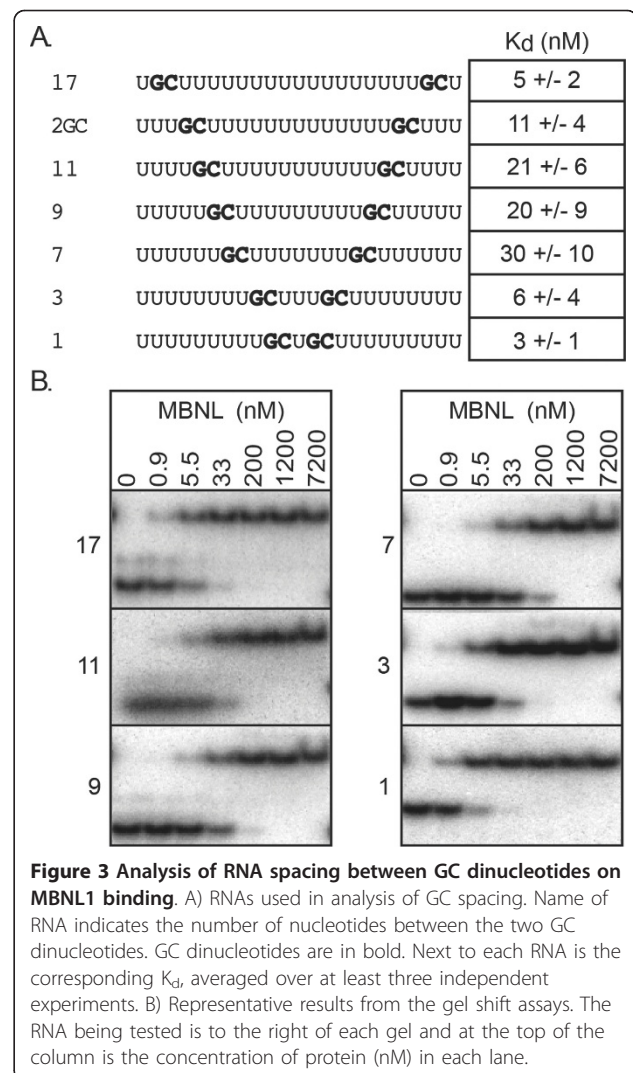 A.
Kd (nM)
17 UGCUUUUUUUUUUUUUUUUUGCU 5 +/- 2
2GC UUUGCUUUUUUUUUUUUUGCUUU 11 +/- 4
11 UUUUGCUUUUUUUUUUUGCUUUU 21 +/- 6
9 UUUUUGCUUUUUUUUUGCUUUUU 20 +/- 9
7 UUUUUUGCUUUUUUUGCUUUUUU 30 +/- 10
3 UUUUUUUUGCUUUGCUUUUUUUU 6 +/- 4
1 UUUUUUUUUGCUGCUUUUUUUUU 3 +/- 1
B.
MBNL (nM)
0 0.9 5.5 33 200 1200 7200
17
11
9
MBNL (nM)
0 0.9 5.5 33 200 1200 7200
7
3
1
Figure 3 Analysis of RNA spacing between GC dinucleotides on
MBNL1 binding. A) RNAs used in analysis of GC spacing. Name of
RNA indicates the number of nucleotides between the two GC
dinucleotides. GC dinucleotides are in bold. Next to each RNA is the
corresponding Kd, averaged over at least three independent
experiments. B) Representative results from the gel shift assays. The
RNA being tested is to the right of each gel and at the top of the
column is the concentration of protein (nM) in each lane.